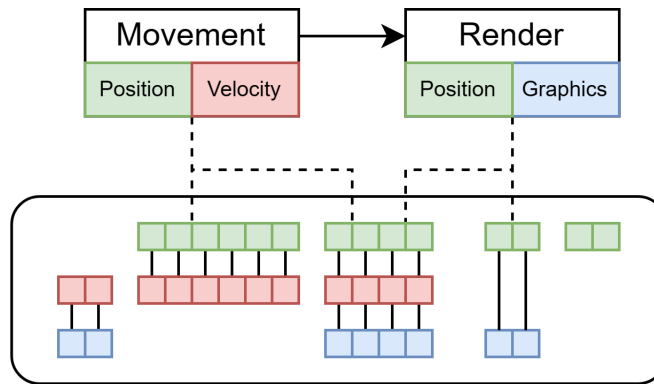 Movement
Render
Position
Velocity
Position
Graphics